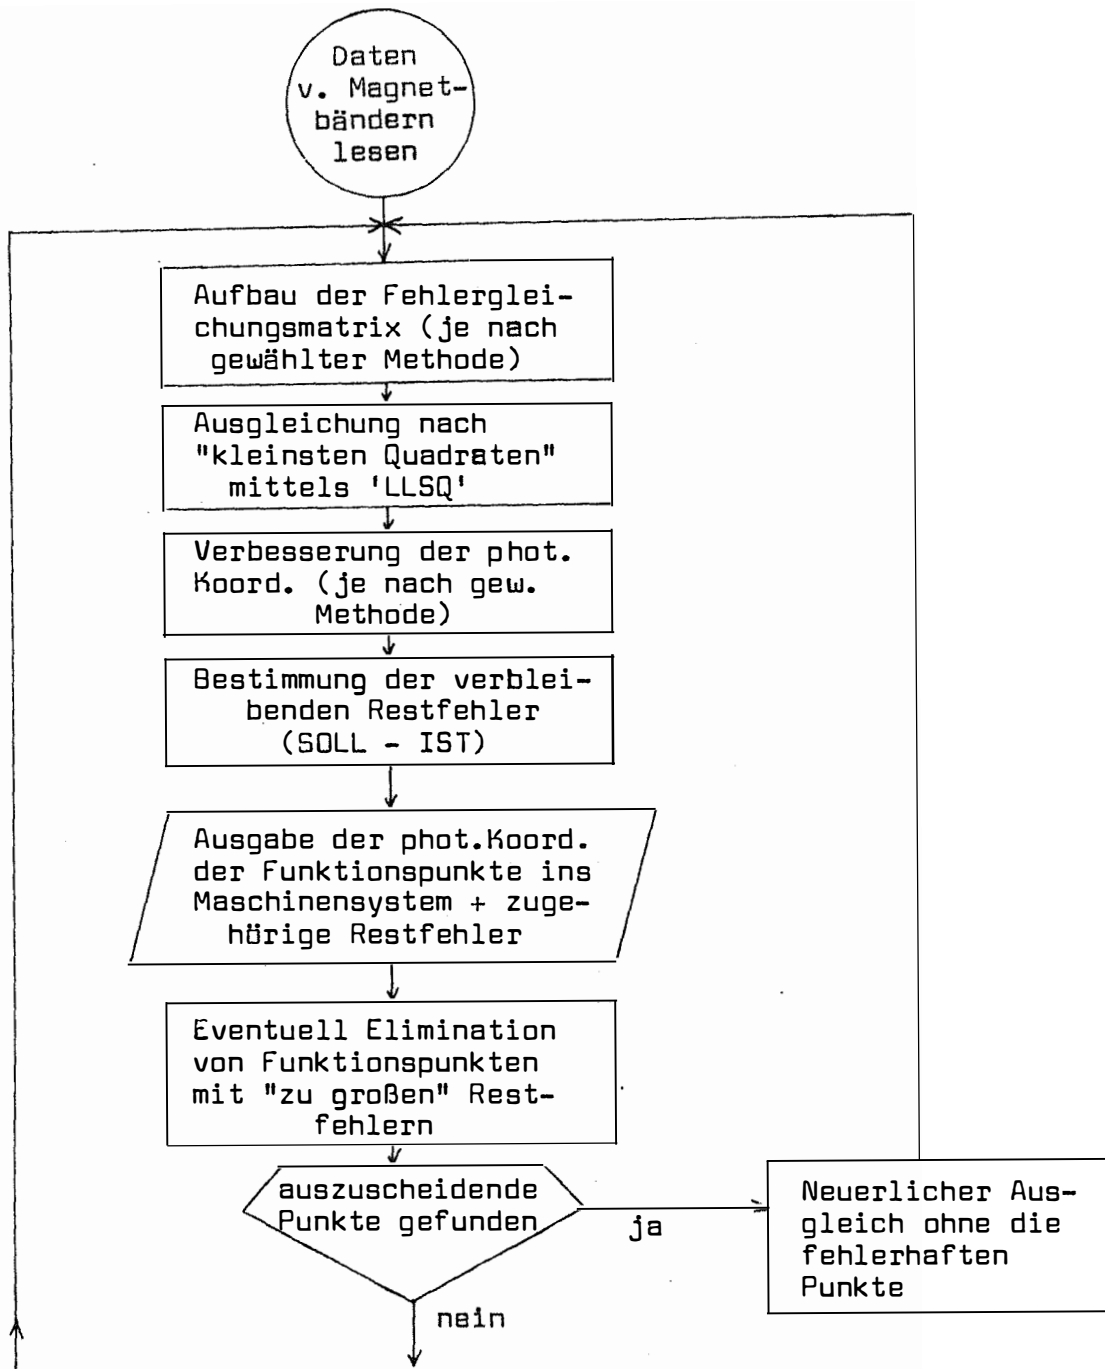 Daten
v. Magnet-
bändern
lesen
Aufbau der Fehlerglei-
chungsmatrix (je nach
gewählter Methode)
Ausgleichung nach
"kleinsten Quadraten"
mittels 'LLSQ'
Verbesserung der phot.
Koord. (je nach gew.
Methode)
Bestimmung der verblei-
benden Restfehler
(SOLL - IST)
Ausgabe der phot.Koord.
der Funktionspunkte ins
Maschinensystem + zuge-
hörige Restfehler
Eventuell Elimination
von Funktionspunkten
mit "zu großen" Rest-
fehlern
auszuscheidende
Punkte gefunden
ja
Neuerlicher Aus-
gleich ohne die
fehlerhaften
Punkte
nein